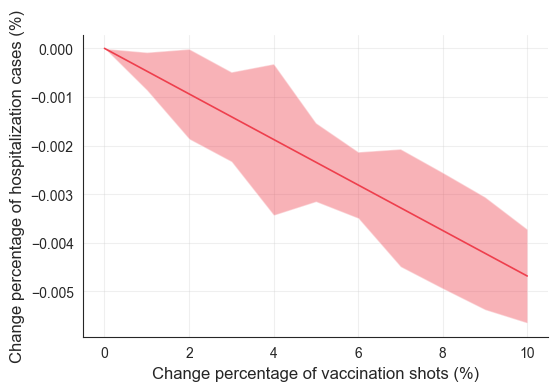 Change percentage of hospitalization cases (%)
0.000
−0.001
−0.002
−0.003
−0.004
−0.005
0 2 4 6 8 10
Change percentage of vaccination shots (%)